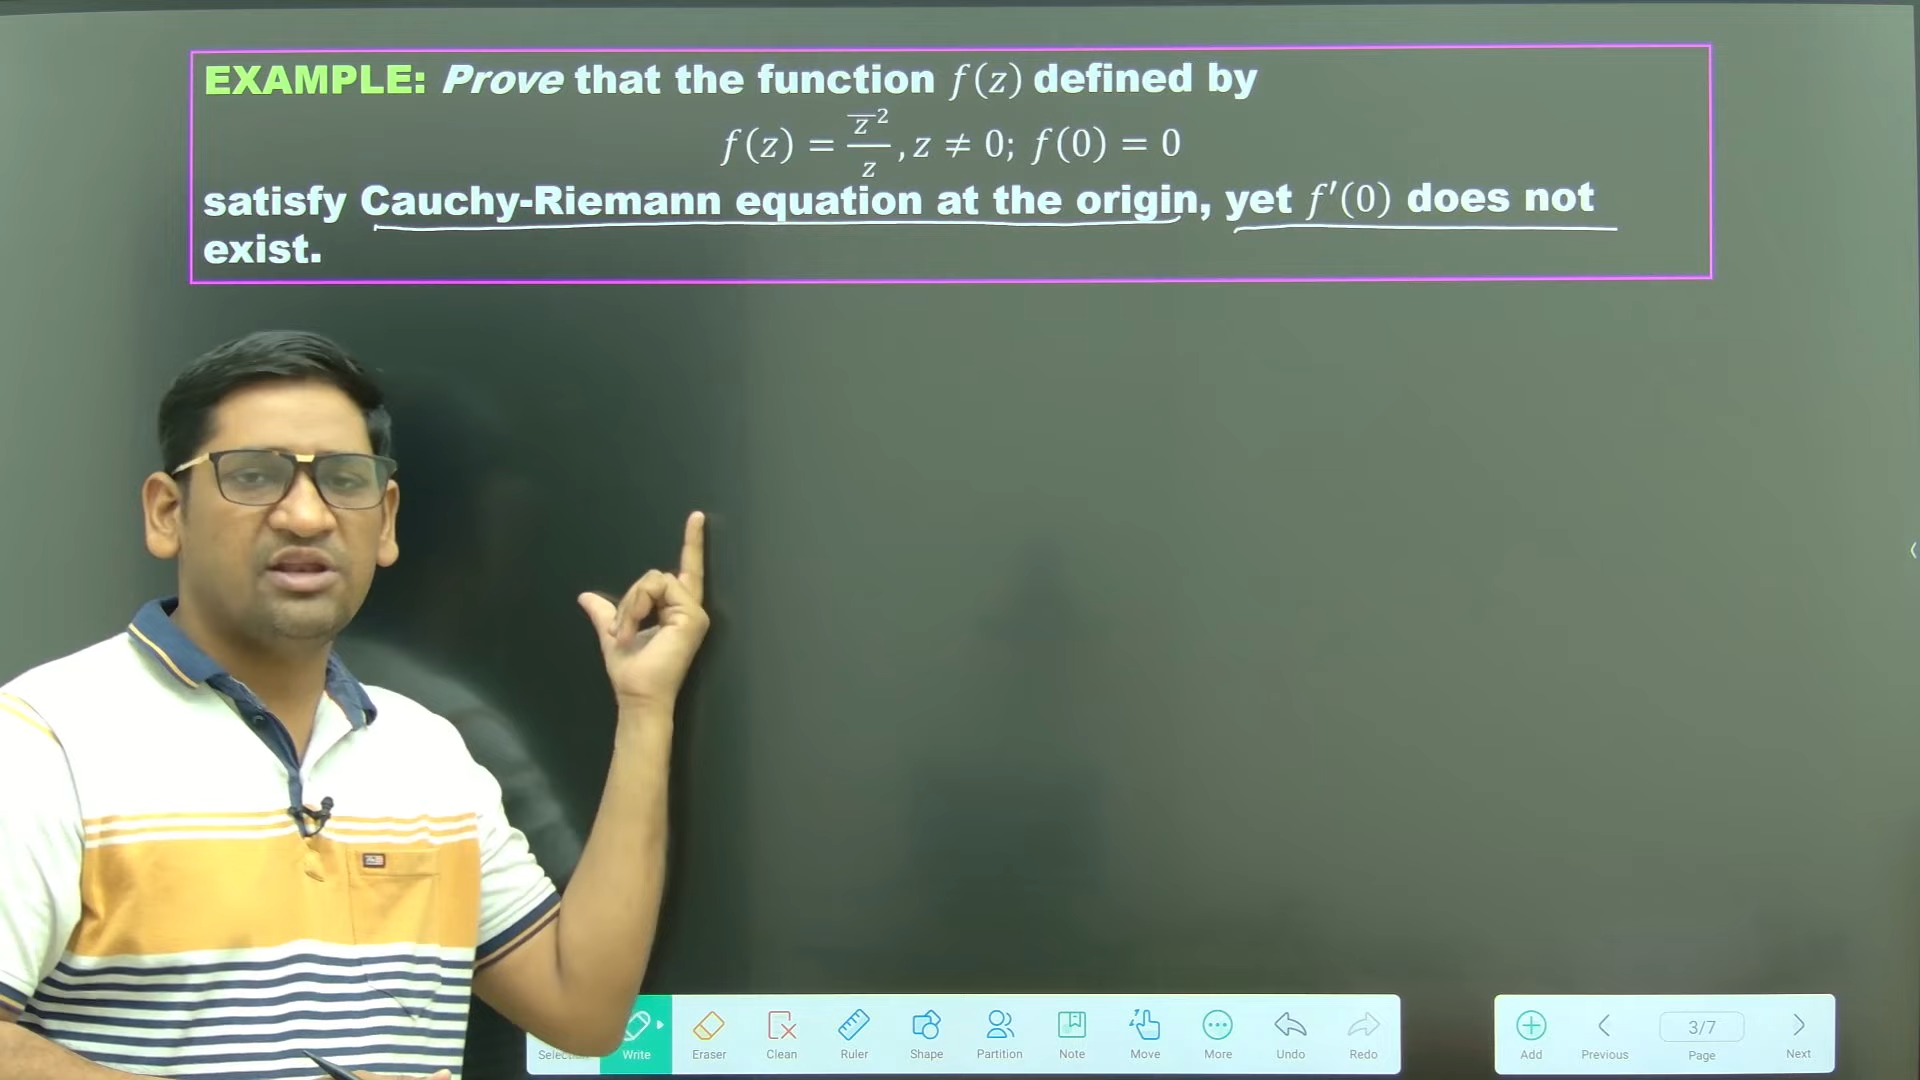 EXAMPLE: Prove that the function f(z) defined by
f(z) = z̅²/z, z ≠ 0; f(0) = 0
satisfy Cauchy-Riemann equation at the origin, yet f′(0) does not
exist.
Write
Eraser
Clean
Ruler
Shape
Partition
Note
Move
More
Undo
Redo
Add
Previous
3/7
Page
Next